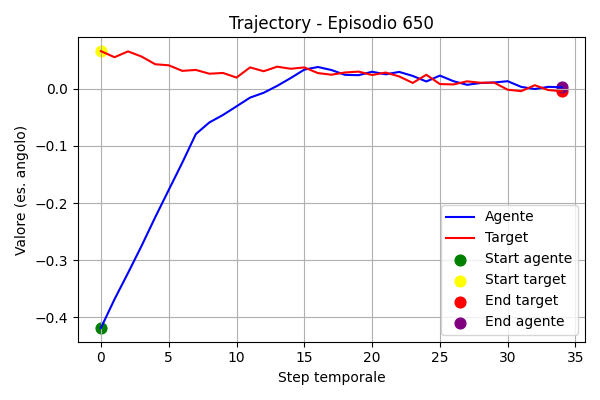 Trajectory - Episodio 650
Valore (es. angolo)
0.0
−0.1
−0.2
−0.3
−0.4
0
5
10
15
20
25
30
35
Step temporale
Agente
Target
Start agente
Start target
End target
End agente